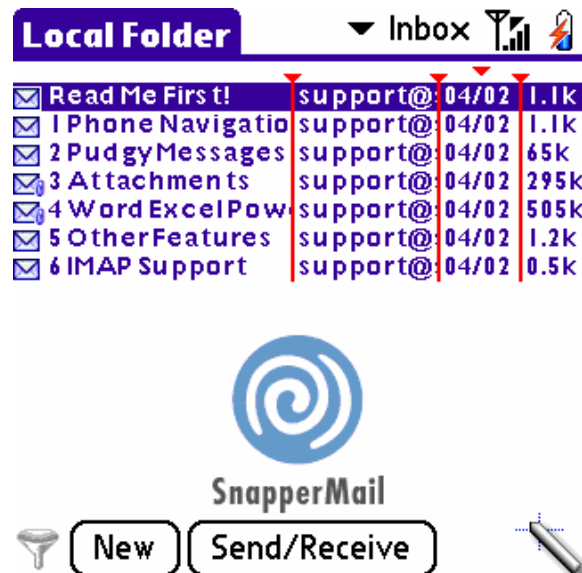 Local Folder Inbox
Read Me First! support@ 04/02 1.1k
1 Phone Navigatio support@ 04/02 1.1k
2 PudgyMessages support@ 04/02 65k
3 Attachments support@ 04/02 295k
4 Word Excel Pow support@ 04/02 505k
5 Other Features support@ 04/02 1.2k
6 IMAP Support support@ 04/02 0.5k
SnapperMail
New Send/Receive